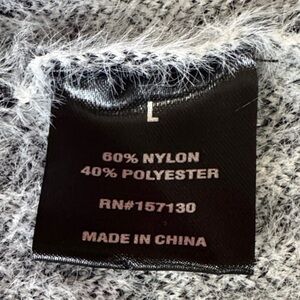 L
60% NYLON
40% POLYESTER
RN#157130
MADE IN CHINA